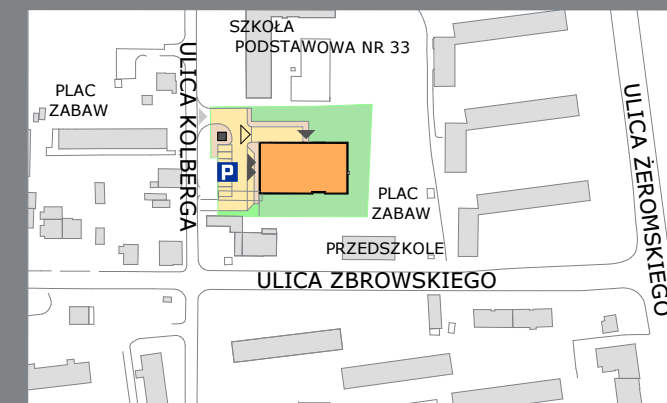 SZKOŁA
PODSTAWOWA NR 33
PLAC
ZABAW
ULICA KOLBERGA
ULICA ŻEROMSKIEGO
P
PLAC
ZABAW
PRZEDSZKOLE
ULICA ZBROWSKIEGO